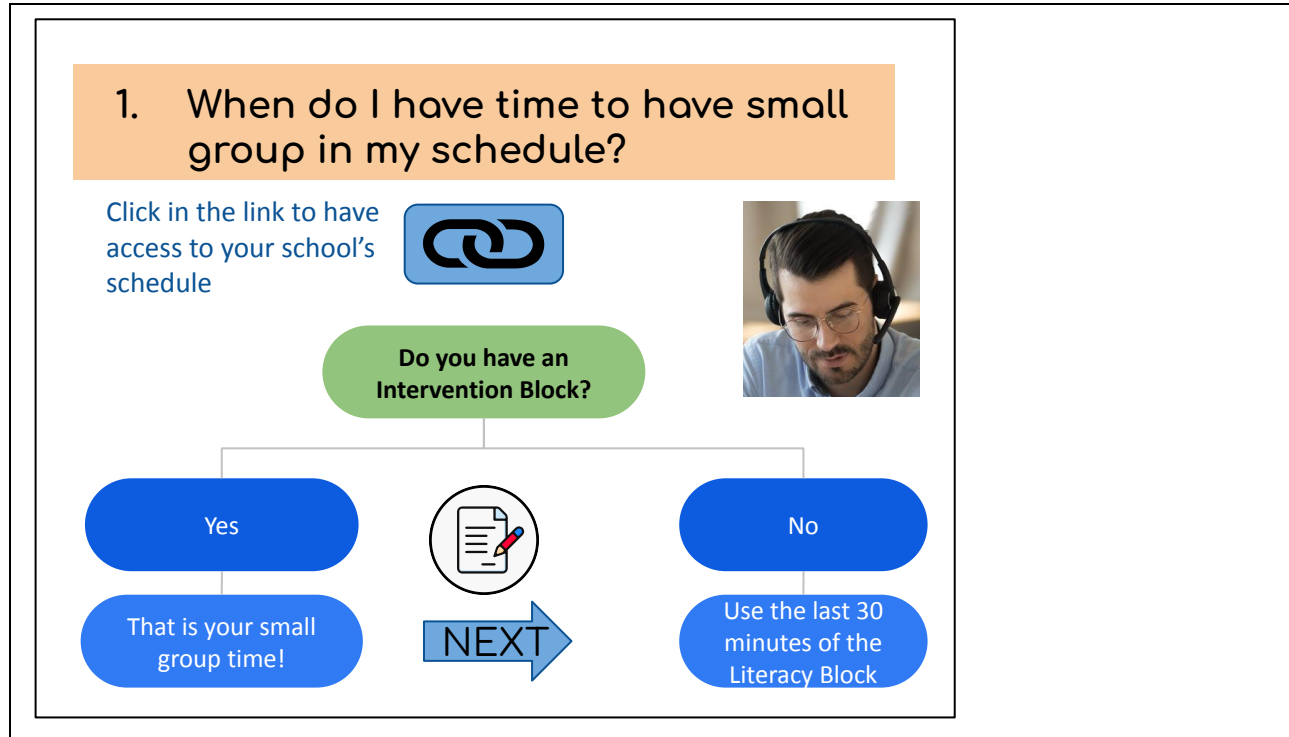 1. When do I have time to have small
group in my schedule?
Click in the link to have
access to your school’s
schedule
Do you have an
Intervention Block?
Yes
No
That is your small
group time!
NEXT
Use the last 30
minutes of the
Literacy Block